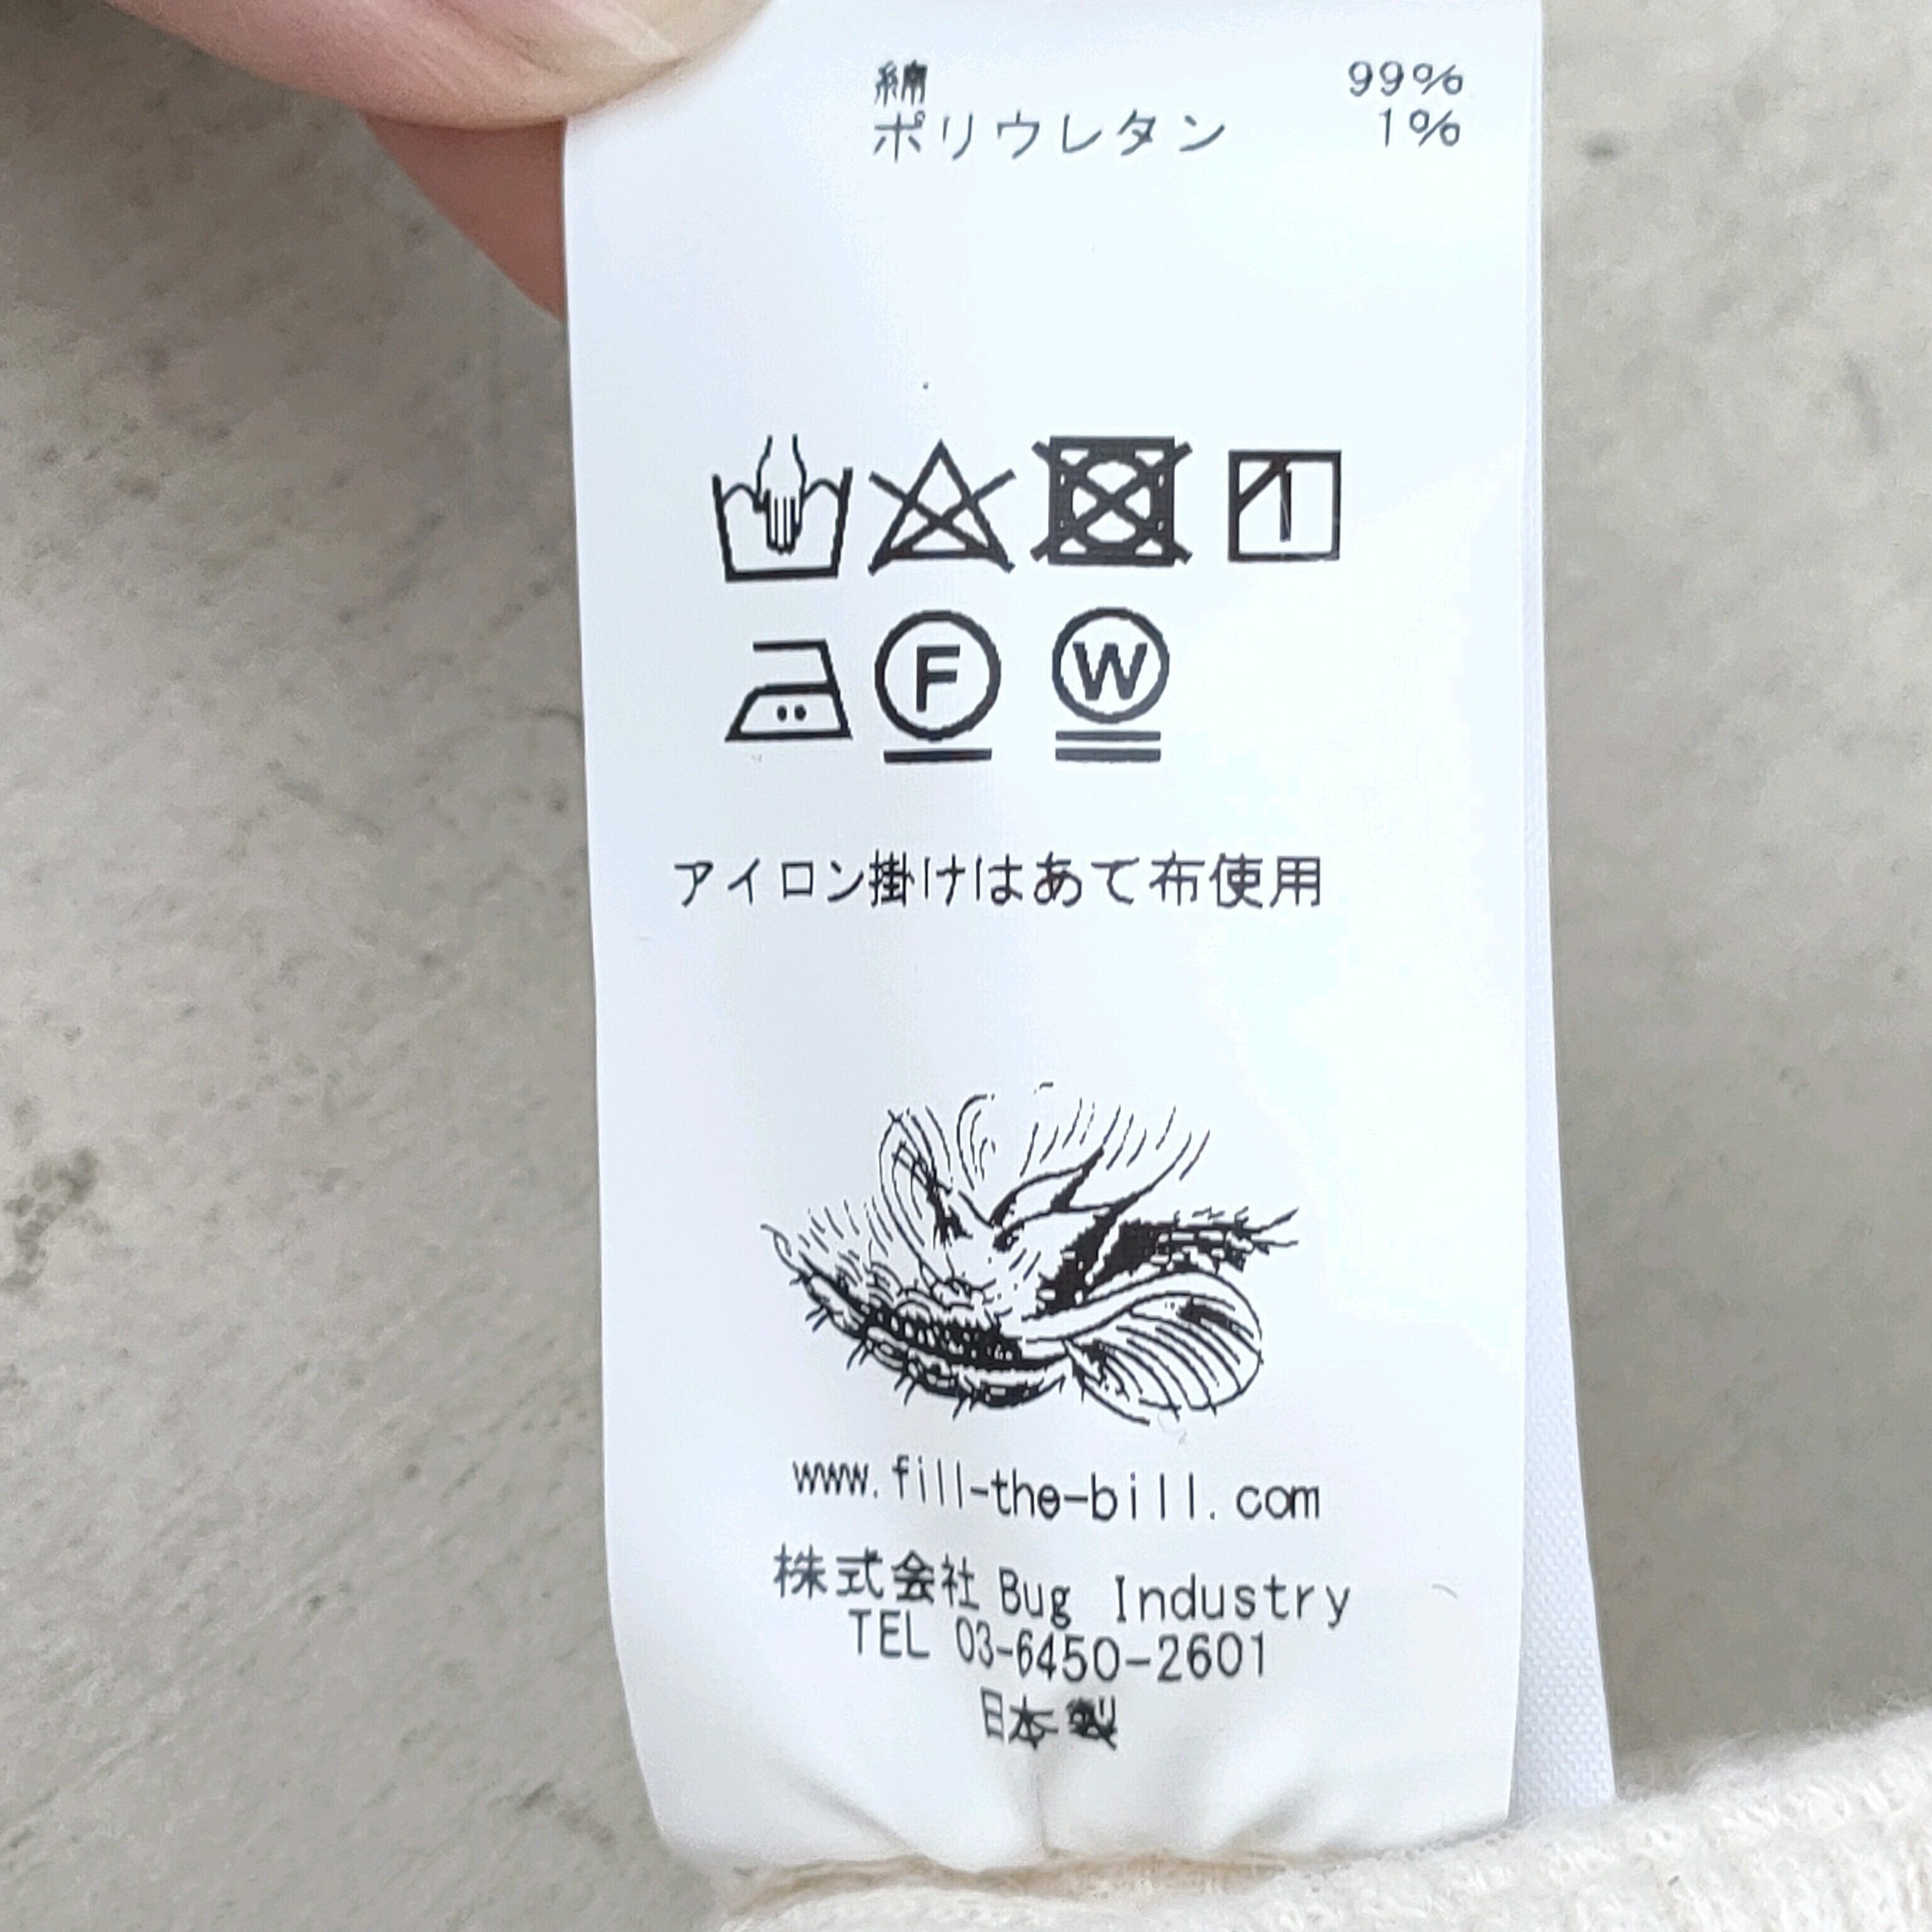 綿 99%
ポリウレタン 1%
F W
アイロン掛けはあて布使用
www.fill-the-bill.com
株式会社 Bug Industry
TEL 03-6450-2601
日本製